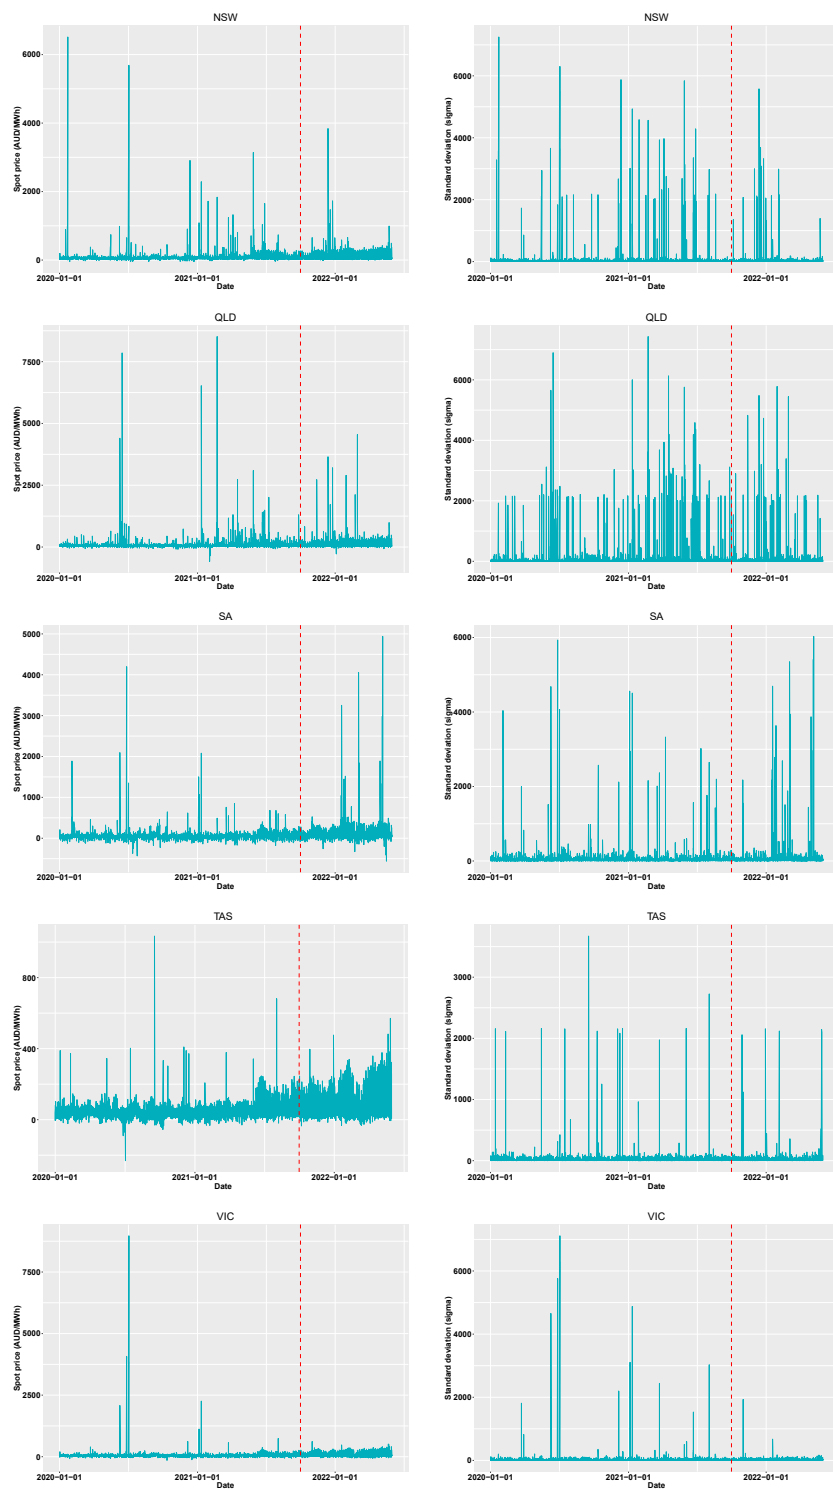 NSW
Spot price (AUD/MWh)
6000
4000
2000
0
2020−01−01
2021−01−01
2022−01−01
Date
NSW
Standard deviation (sigma)
6000
4000
2000
0
2020−01−01
2021−01−01
2022−01−01
Date
QLD
Spot price (AUD/MWh)
7500
5000
2500
0
2020−01−01
2021−01−01
2022−01−01
Date
QLD
Standard deviation (sigma)
6000
4000
2000
0
2020−01−01
2021−01−01
2022−01−01
Date
SA
Spot price (AUD/MWh)
5000
4000
3000
2000
1000
0
2020−01−01
2021−01−01
2022−01−01
Date
SA
Standard deviation (sigma)
6000
4000
2000
0
2020−01−01
2021−01−01
2022−01−01
Date
TAS
Spot price (AUD/MWh)
800
400
0
2020−01−01
2021−01−01
2022−01−01
Date
TAS
Standard deviation (sigma)
3000
2000
1000
0
2020−01−01
2021−01−01
2022−01−01
Date
VIC
Spot price (AUD/MWh)
7500
5000
2500
0
2020−01−01
2021−01−01
2022−01−01
Date
VIC
Standard deviation (sigma)
6000
4000
2000
0
2020−01−01
2021−01−01
2022−01−01
Date